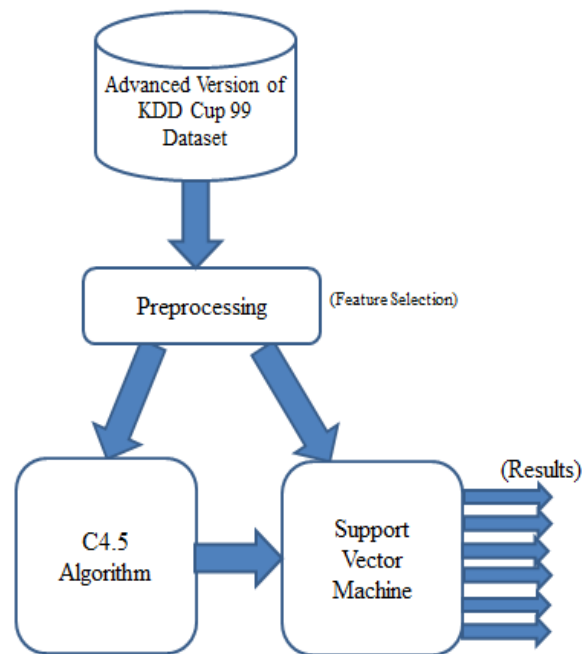 Advanced Version of
KDD Cup 99
Dataset
Preprocessing
(Feature Selection)
C4.5
Algorithm
Support
Vector
Machine
(Results)